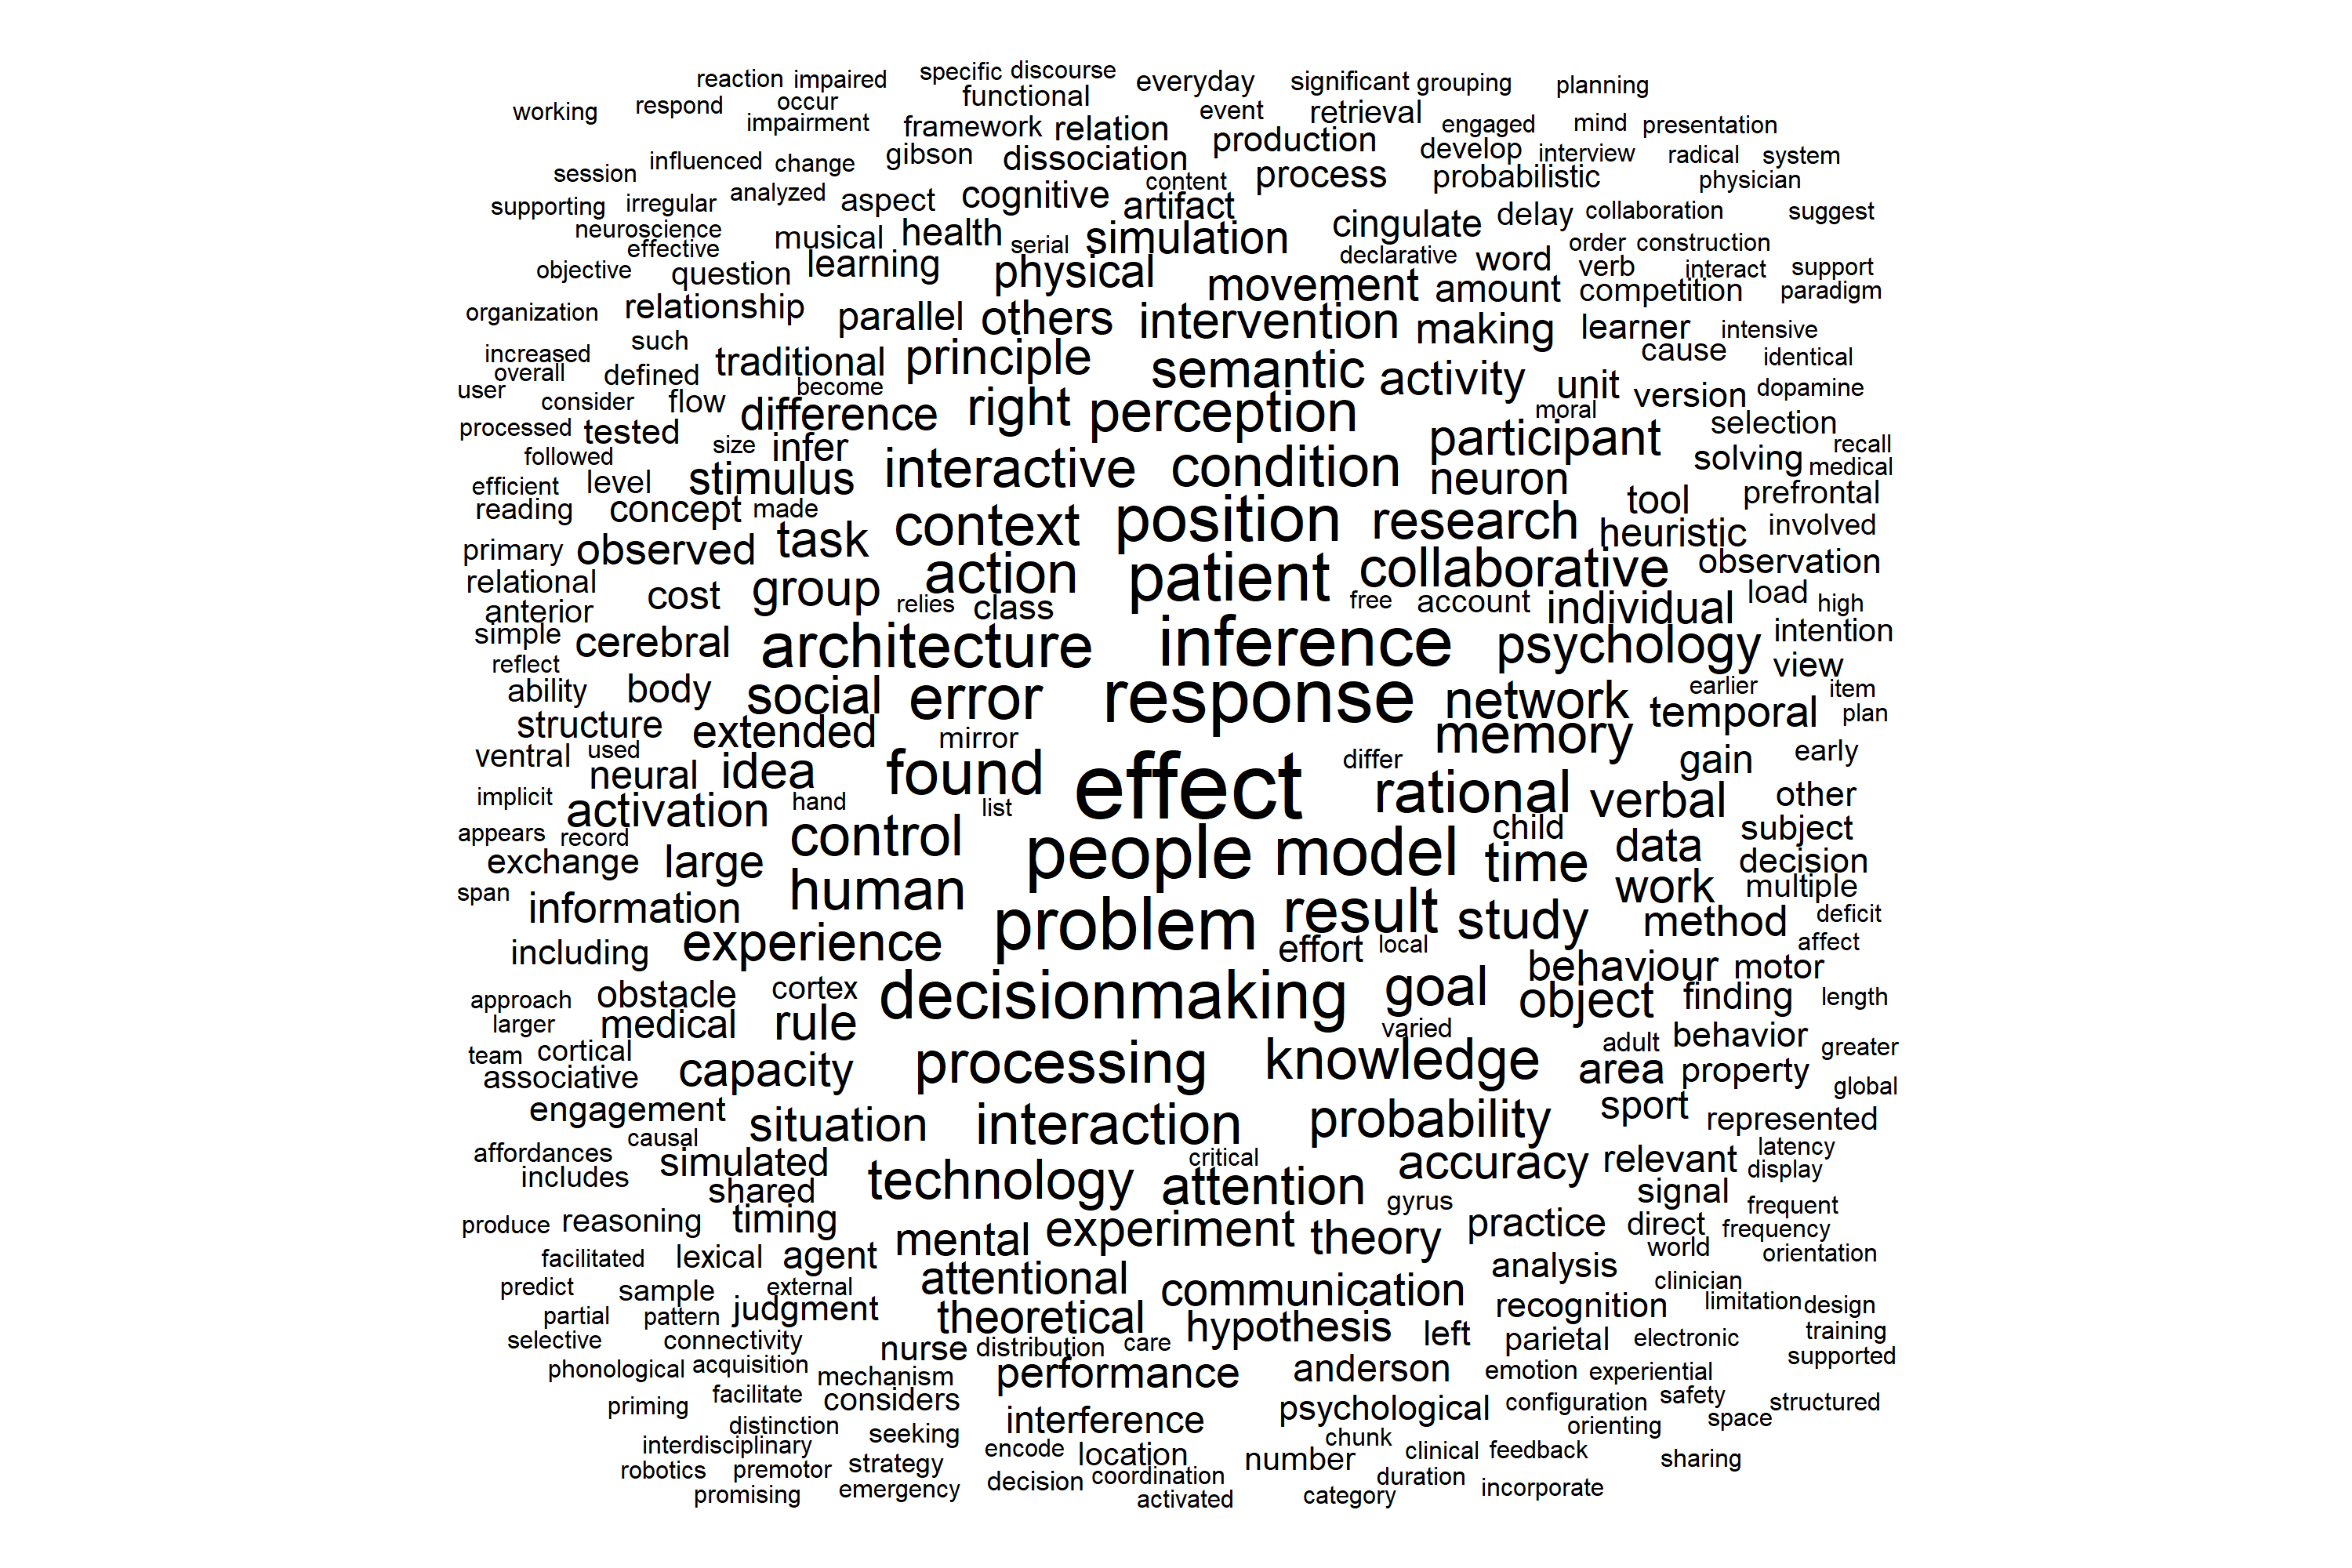 reaction impaired specific discourse everyday significant grouping planning
working respond occur functional event retrieval
impairment framework relation production engaged mind presentation
session influenced change gibson dissociation process develop interview radical system
supporting irregular analyzed aspect cognitive content artifact probabilistic physician
neuroscience effective musical health serial simulation cingulate delay collaboration suggest
objective question learning physical declarative word order construction verb interact support
organization relationship parallel others movement amount competition paradigm
intervention making learner intensive
increased such traditional principle semantic activity cause identical
overall defined become unit version dopamine
user consider flow difference right perception moral selection
processed tested size infer participant recall
followed stimulus interactive condition neuron solving medical
efficient level
reading concept made context position research tool prefrontal
primary observed task heuristic involved
relational action patient collaborative observation
anterior cost group relies class free account individual load high
simple cerebral architecture inference psychology intention
reflect view
ability body social error response network earlier item
structure extended mirror memory temporal plan
ventral used neural idea found effect differ gain early
implicit activation hand list rational verbal other
appears record control people model child data subject
exchange large time decision
span information human problem result study work multiple
including experience effort local method deficit
affect
approach obstacle cortex decisionmaking goal behaviour motor
larger medical rule varied object finding length
team cortical processing knowledge adult behavior greater
associative capacity area property global
engagement situation interaction probability sport represented
affordances causal simulated critical accuracy relevant latency
includes shared technology attention gyrus signal display
produce reasoning timing mental experiment theory practice direct frequent
frequency
facilitated lexical agent attentional communication analysis world orientation
predict sample external theoretical recognition clinician
partial pattern judgment hypothesis left limitation design
selective connectivity nurse distribution care parietal electronic training
supported
phonological acquisition mechanism performance anderson emotion experiential
priming facilitate considers interference psychological configuration safety structured
distinction seeking orienting space
interdisciplinary encode location chunk clinical feedback
robotics premotor strategy number sharing
promising emergency decision coordination duration incorporate
activated category